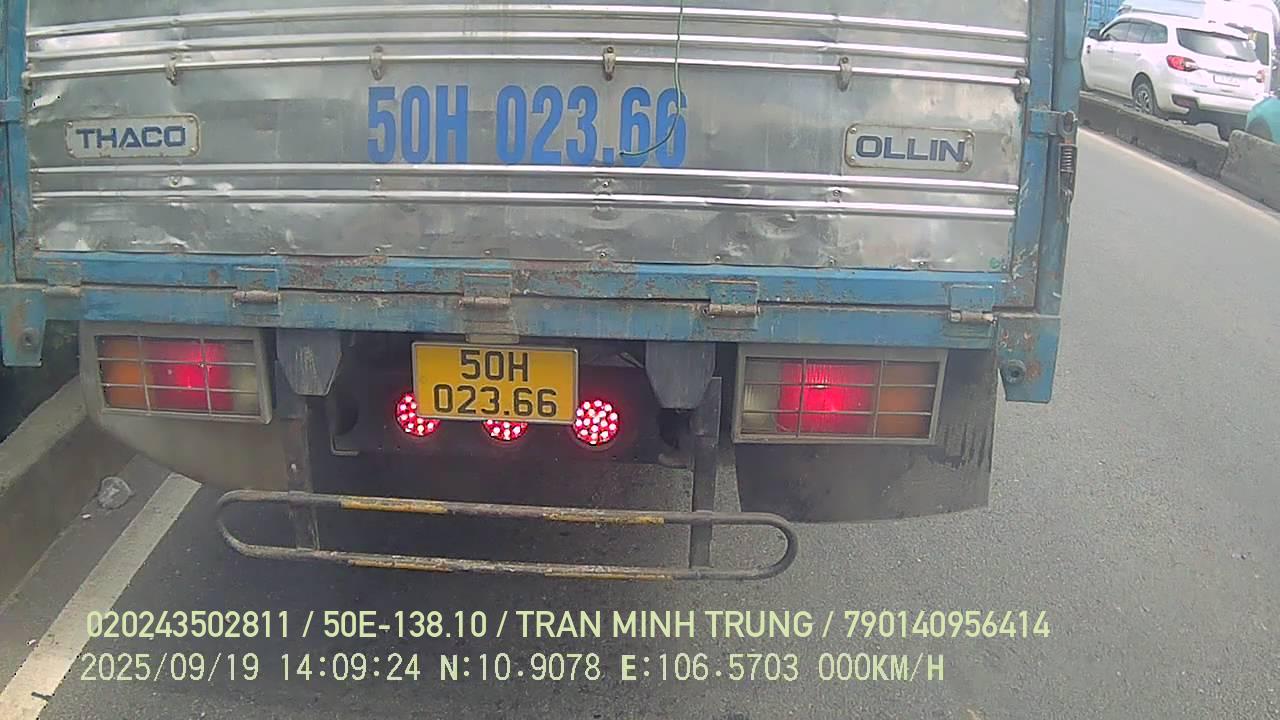 50H 023.66
THACO
OLLIN
50H
023.66
020243502811 / 50E-138.10 / TRAN MINH TRUNG / 790140956414
2025/09/19 14:09:24 N:10.9078 E:106.5703 000KM/H